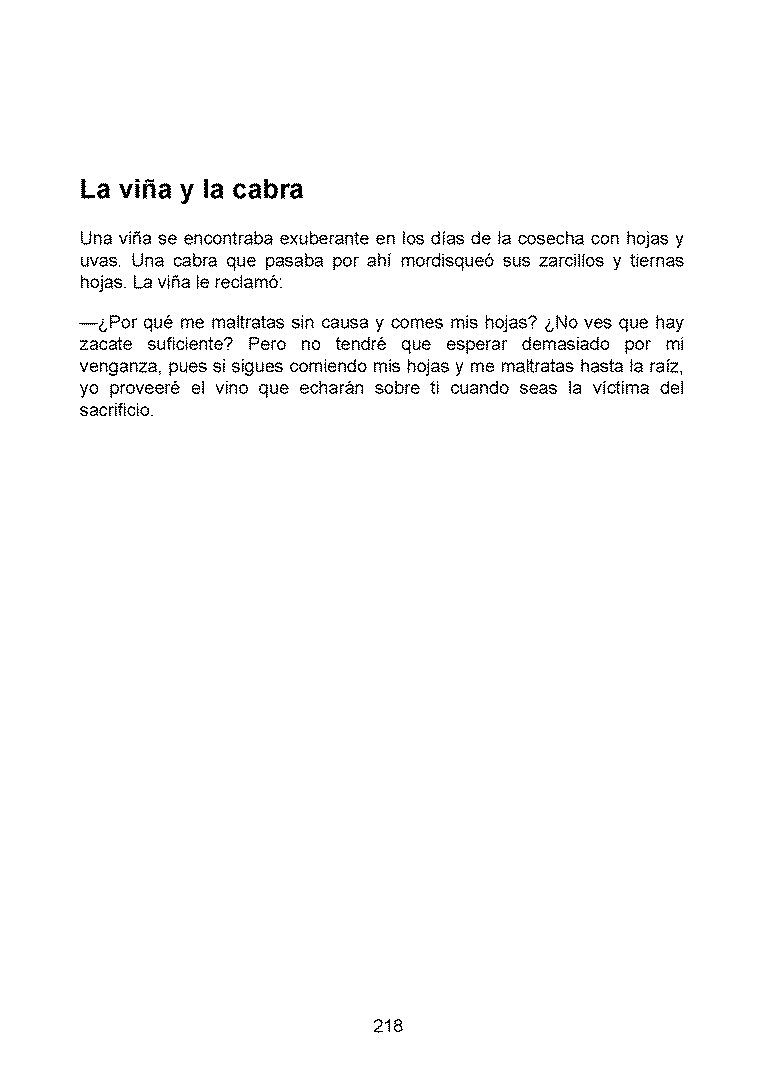 La viña y la cabra
Una viña se encontraba exuberante en los días de la cosecha con hojas y
uvas. Una cabra que pasaba por ahí mordisqueó sus zarcillos y tiernas
hojas. La viña le reclamó:
—¿Por qué me maltratas sin causa y comes mis hojas? ¿No ves que hay
zacate suficiente? Pero no tendré que esperar demasiado por mi
venganza, pues si sigues comiendo mis hojas y me maltratas hasta la raíz,
yo proveeré el vino que echarán sobre ti cuando seas la víctima del
sacrificio.
218